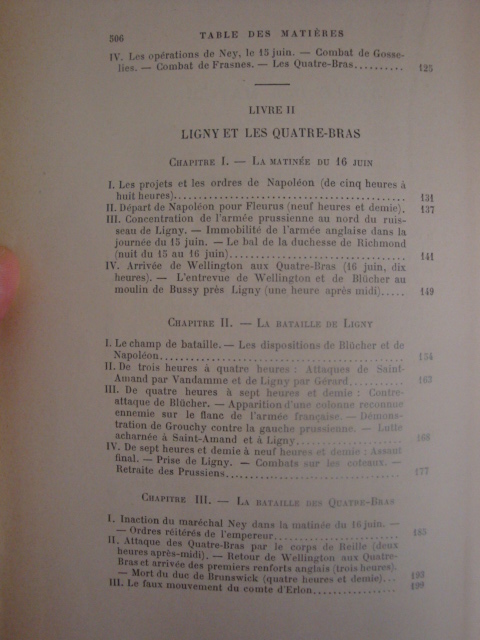 506 TABLE DES MATIÈRES
IV. Les opérations de Ney, le 15 juin. — Combat de Gosse-
lies. — Combat de Frasnes. — Les Quatre-Bras.......... 125
LIVRE II
LIGNY ET LES QUATRE-BRAS
CHAPITRE I. — LA MATINÉE DU 16 JUIN
I. Les projets et les ordres de Napoléon (de cinq heures à
huit heures)........................................ 131
II. Départ de Napoléon pour Fleurus (neuf heures et demie). 137
III. Concentration de l'armée prussienne au nord du ruis-
seau de Ligny. — Immobilité de l'armée anglaise dans la
journée du 15 juin. — Le bal de la duchesse de Richmond
(nuit du 15 au 16 juin).............................. 141
IV. Arrivée de Wellington aux Quatre-Bras (16 juin, dix
heures). — L'entrevue de Wellington et de Blücher au
moulin de Bussy près Ligny (une heure après midi)..... 149
CHAPITRE II. — LA BATAILLE DE LIGNY
I. Le champ de bataille. — Les dispositions de Blücher et de
Napoléon............................................ 154
II. De trois heures à quatre heures : Attaques de Saint-
Amand par Vandamme et de Ligny par Gérard.......... 163
III. De quatre heures à sept heures et demie : Contre-
attaque de Blücher. — Apparition d'une colonne reconnue
ennemie sur le flanc de l'armée française. — Démons-
tration de Grouchy contre la gauche prussienne. — Lutte
acharnée à Saint-Amand et à Ligny.................... 168
IV. De sept heures et demie à neuf heures et demie : Assaut
final. — Prise de Ligny. — Combats sur les coteaux. —
Retraite des Prussiens............................... 177
CHAPITRE III. — LA BATAILLE DES QUATRE-BRAS
I. Inaction du maréchal Ney dans la matinée du 16 juin. —
— Ordres réitérés de l'empereur...................... 185
II. Attaque des Quatre-Bras par le corps de Reille (deux
heures après-midi). — Retour de Wellington aux Quatre-
Bras et arrivée des premiers renforts anglais (trois heures).
— Mort du duc de Brunswick (quatre heures et demie)... 193
III. Le faux mouvement du comte d'Erlon................ 199